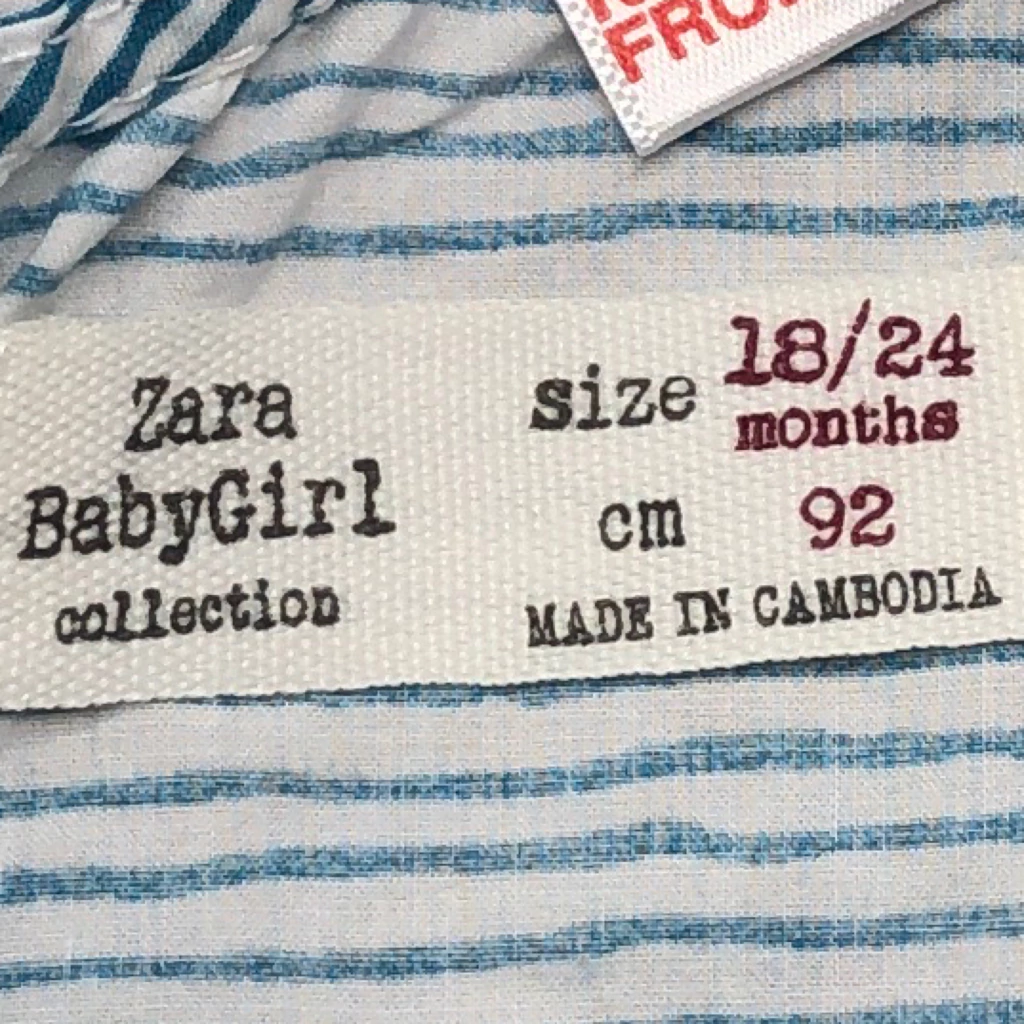 FRO
Zara
BabyGirl
collection
size 18/24
months
cm 92
MADE IN CAMBODIA